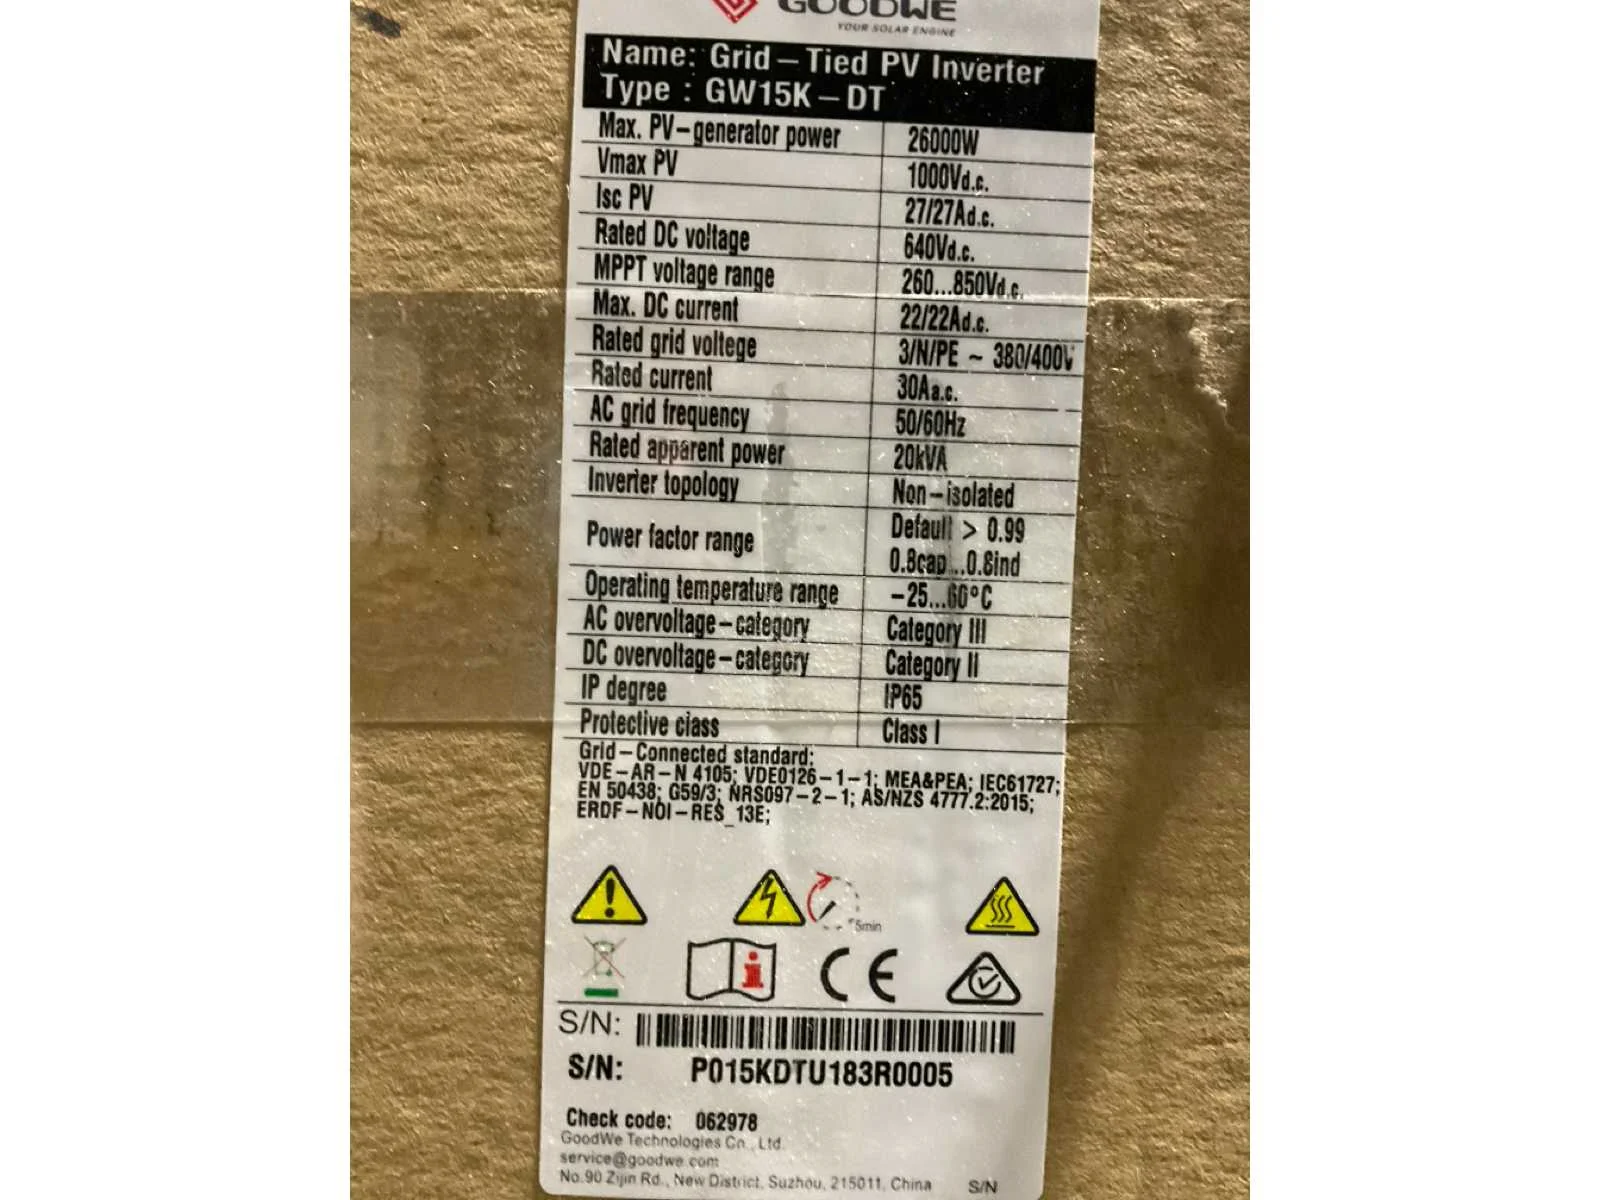 GOODWE
YOUR SOLAR ENGINE
Name: Grid-Tied PV Inverter
Type : GW15K-DT
Max. PV-generator power 26000W
Vmax PV 1000Vd.c.
Isc PV 27/27Ad.c.
Rated DC voltage 640Vd.c.
MPPT voltage range 260...850Vd.c.
Max. DC current 22/22Ad.c.
Rated grid voltege 3/N/PE ~ 380/400V
Rated current 30Aa.c.
AC grid frequency 50/60Hz
Rated apparent power 20kVA
Inverter topology Non-isolated
Power factor range Default > 0.99
0.8cap...0.8ind
Operating temperature range -25...60°C
AC overvoltage-category Category III
DC overvoltage-category Category II
IP degree IP65
Protective class Class I
Grid-Connected standard:
VDE-AR-N 4105; VDE0126-1-1; MEA&PEA; IEC61727;
EN 50438; G59/3; NRS097-2-1; AS/NZS 4777.2:2015;
ERDF-NOI-RES_13E;
5min
CE
S/N:
S/N: P015KDTU183R0005
Check code: 062978
GoodWe Technologies Co., Ltd.
service@goodwe.com
No.90 Zijin Rd., New District, Suzhou, 215011, China S/N